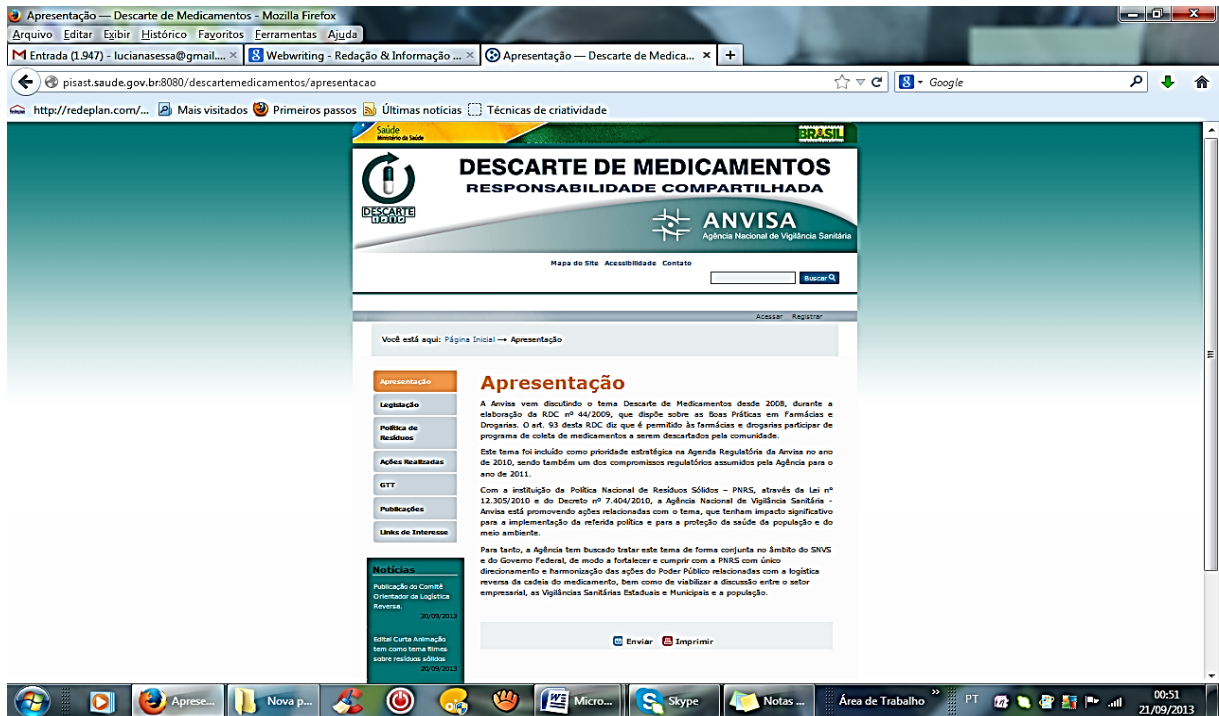 Apresentação — Descarte de Medicamentos - Mozilla Firefox
Arquivo Editar Exibir Histórico Favoritos Ferramentas Ajuda
Entrada (1.947) - lucianasessa@gmail.... × Webwriting - Redação & Informação ... × Apresentação — Descarte de Medica... × +
pisast.saude.gov.br:8080/descartemedicamentos/apresentacao Google
http://redeplan.com/... Mais visitados Primeiros passos Últimas notícias Técnicas de criatividade
Saúde
Ministério da Saúde
BRASIL
DESCARTE DE MEDICAMENTOS
RESPONSABILIDADE COMPARTILHADA
DESCARTE
ANVISA
Agência Nacional de Vigilância Sanitária
Mapa do Site Acessibilidade Contato
Buscar
Acessar Registrar
Você está aqui: Página Inicial → Apresentação
Apresentação
Legislação
Política de
Resíduos
Ações Realizadas
GTT
Publicações
Links de Interesse
Notícias
Publicação do Comitê
Orientador da Logística
Reversa.
20/09/2013
Edital Curta Animação
tem como tema filmes
sobre resíduos sólidos
20/09/2013
Apresentação
A Anvisa vem discutindo o tema Descarte de Medicamentos desde 2008, durante a
elaboração da RDC nº 44/2009, que dispõe sobre as Boas Práticas em Farmácias e
Drogarias. O art. 93 desta RDC diz que é permitido às farmácias e drogarias participar de
programa de coleta de medicamentos a serem descartados pela comunidade.
Este tema foi incluído como prioridade estratégica na Agenda Regulatória da Anvisa no ano
de 2010, sendo também um dos compromissos regulatórios assumidos pela Agência para o
ano de 2011.
Com a instituição da Política Nacional de Resíduos Sólidos – PNRS, através da Lei nº
12.305/2010 e do Decreto nº 7.404/2010, a Agência Nacional de Vigilância Sanitária -
Anvisa está promovendo ações relacionadas com o tema, que tenham impacto significativo
para a implementação da referida política e para a proteção da saúde da população e do
meio ambiente.
Para tanto, a Agência tem buscado tratar este tema de forma conjunta no âmbito do SNVS
e do Governo Federal, de modo a fortalecer e cumprir com a PNRS com único
direcionamento e harmonização das ações do Poder Público relacionadas com a logística
reversa da cadeia do medicamento, bem como de viabilizar a discussão entre o setor
empresarial, as Vigilâncias Sanitárias Estaduais e Municipais e a população.
Enviar Imprimir
Aprese... Nova p... Micro... Skype Notas ... Área de Trabalho » PT 00:51
21/09/2013